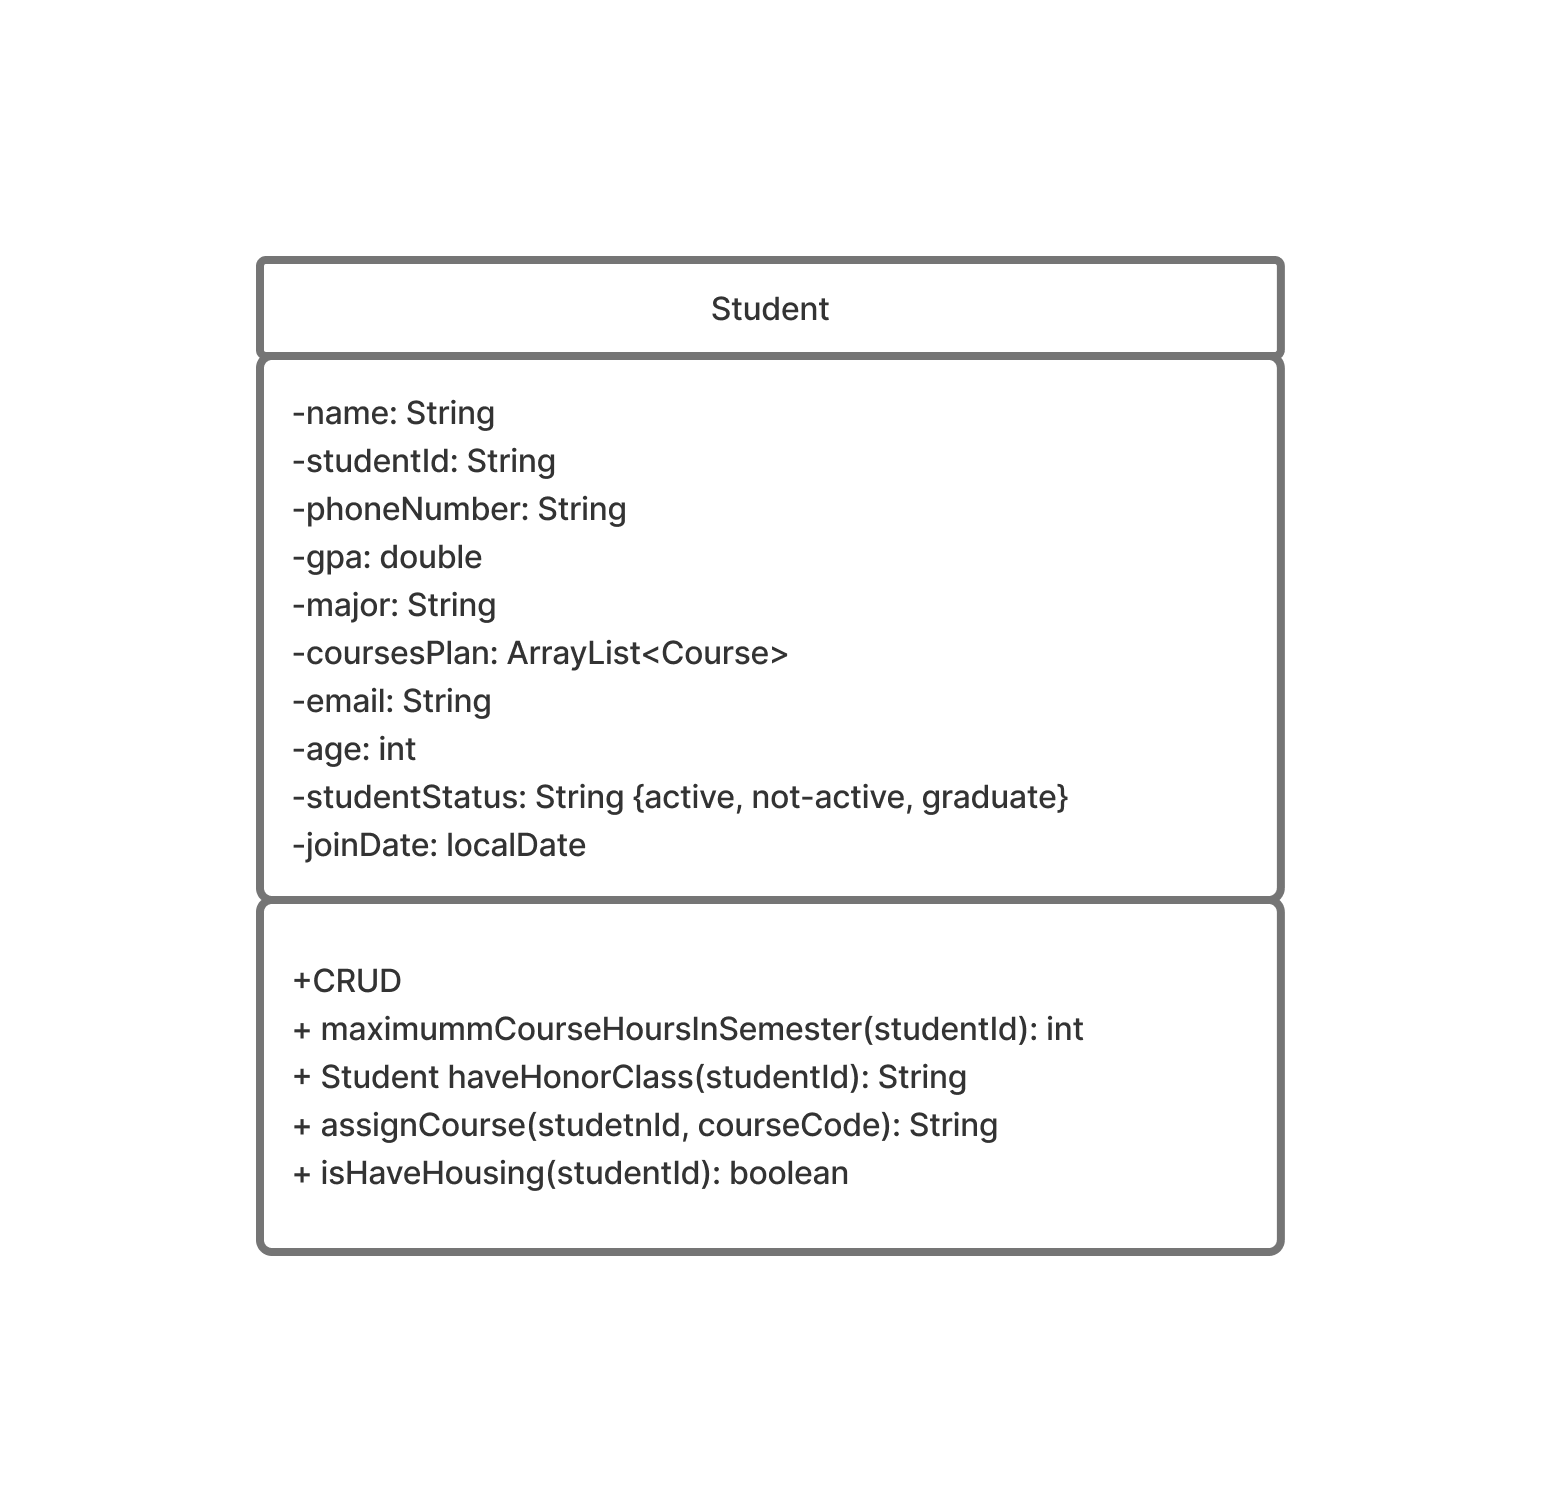 Student
-name: String
-studentId: String
-phoneNumber: String
-gpa: double
-major: String
-coursesPlan: ArrayList<Course>
-email: String
-age: int
-studentStatus: String {active, not-active, graduate}
-joinDate: localDate
+CRUD
+ maximummCourseHoursInSemester(studentId): int
+ Student haveHonorClass(studentId): String
+ assignCourse(studetnId, courseCode): String
+ isHaveHousing(studentId): boolean